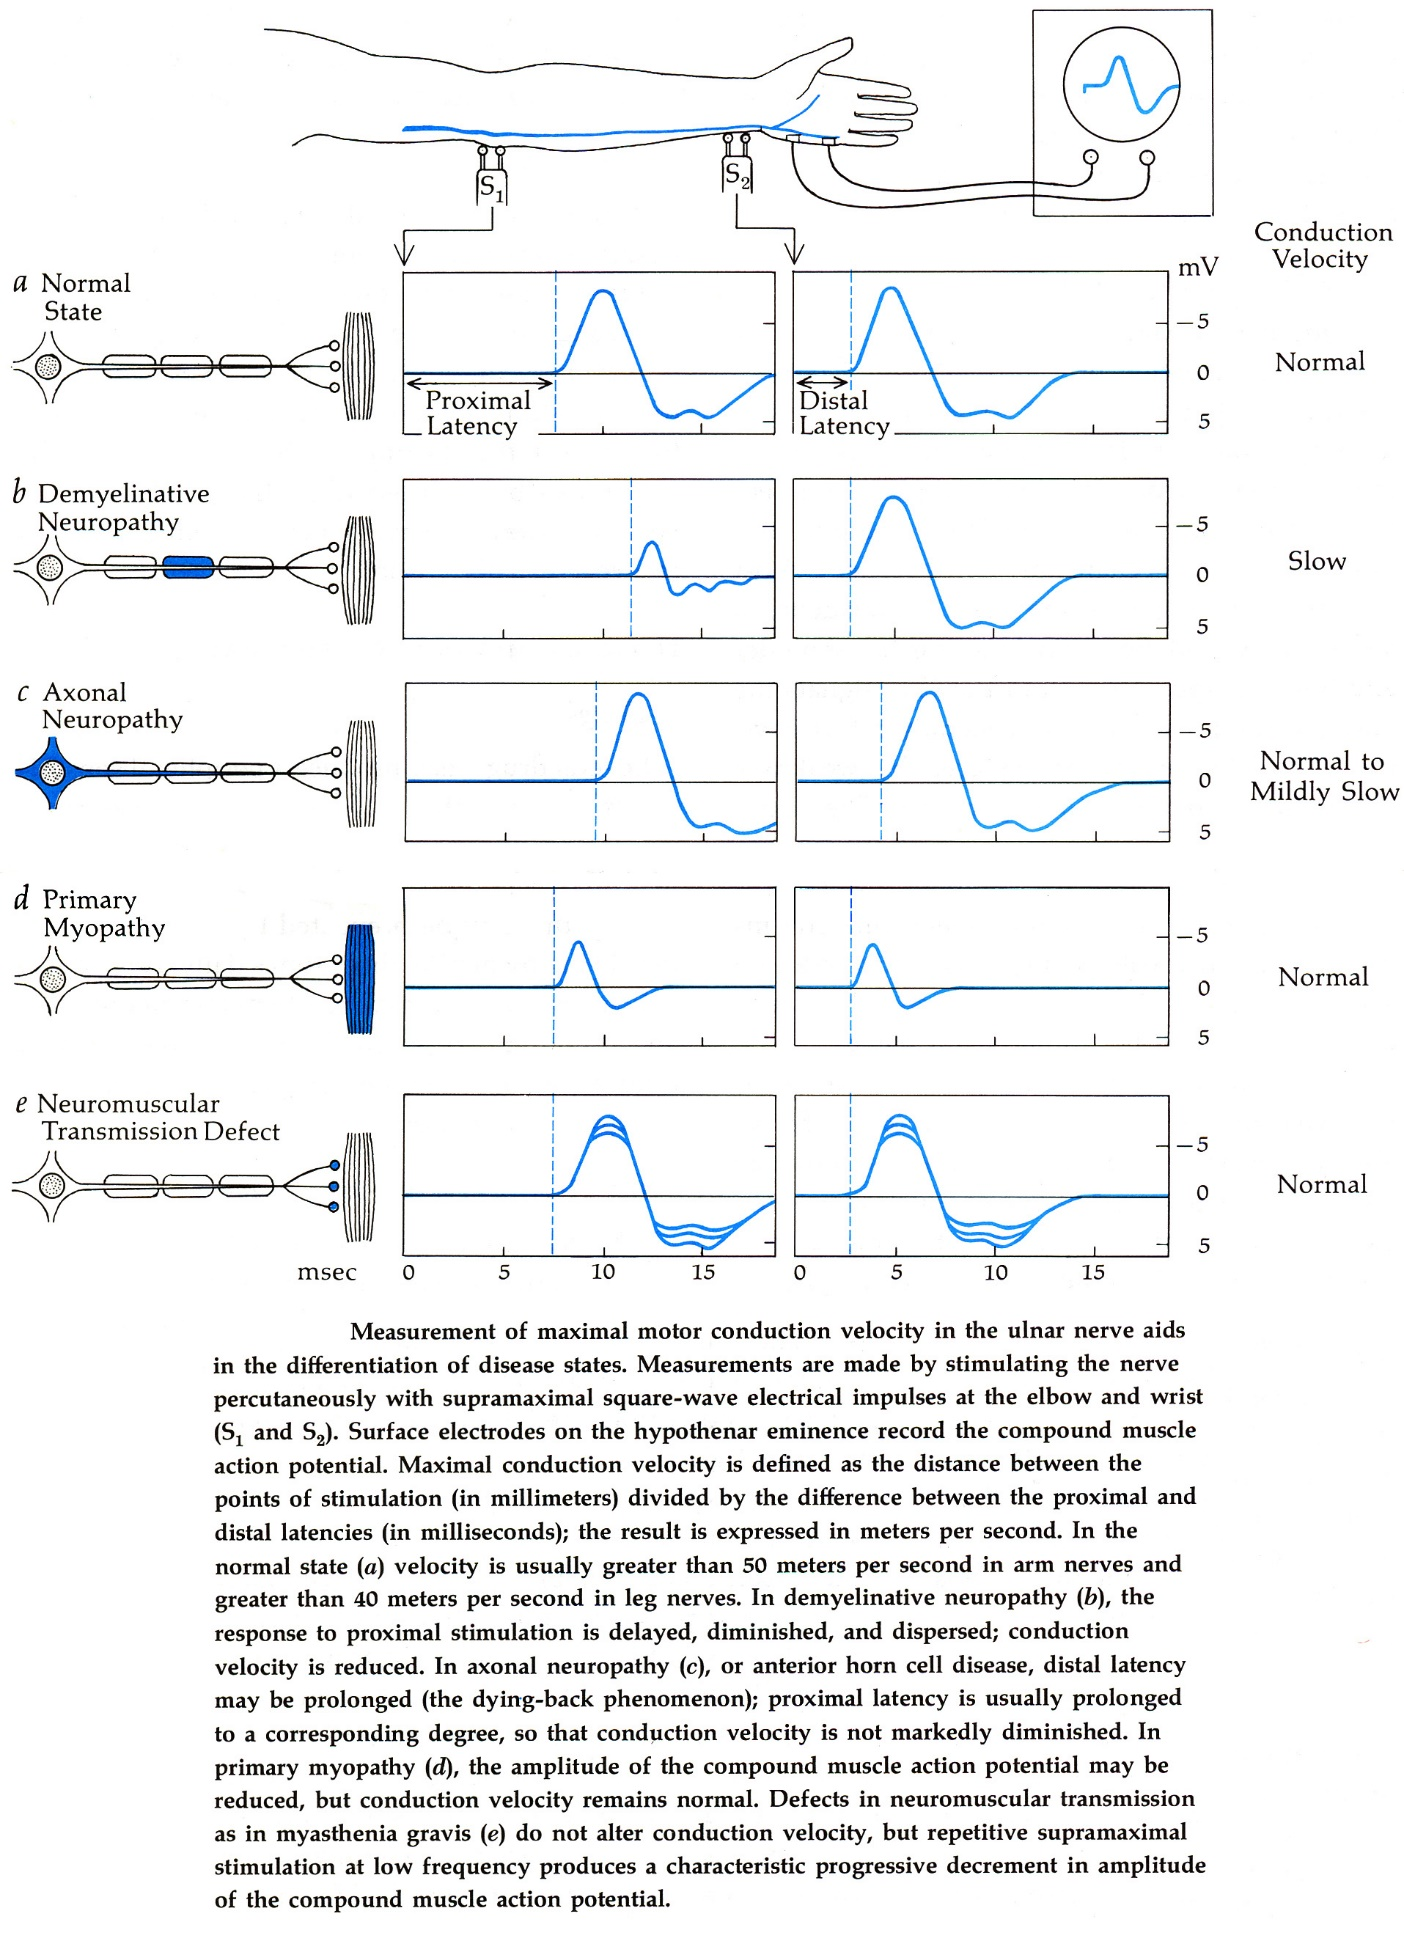 S1
S2
Conduction
Velocity
mV
a Normal
State
Proximal
Latency
Distal
Latency
—5
0
5
Normal
b Demyelinative
Neuropathy
—5
0
5
Slow
c Axonal
Neuropathy
—5
0
5
Normal to
Mildly Slow
d Primary
Myopathy
—5
0
5
Normal
e Neuromuscular
Transmission Defect
—5
0
5
Normal
msec 0 5 10 15 0 5 10 15
Measurement of maximal motor conduction velocity in the ulnar nerve aids
in the differentiation of disease states. Measurements are made by stimulating the nerve
percutaneously with supramaximal square-wave electrical impulses at the elbow and wrist
(S1 and S2). Surface electrodes on the hypothenar eminence record the compound muscle
action potential. Maximal conduction velocity is defined as the distance between the
points of stimulation (in millimeters) divided by the difference between the proximal and
distal latencies (in milliseconds); the result is expressed in meters per second. In the
normal state (a) velocity is usually greater than 50 meters per second in arm nerves and
greater than 40 meters per second in leg nerves. In demyelinative neuropathy (b), the
response to proximal stimulation is delayed, diminished, and dispersed; conduction
velocity is reduced. In axonal neuropathy (c), or anterior horn cell disease, distal latency
may be prolonged (the dying-back phenomenon); proximal latency is usually prolonged
to a corresponding degree, so that conduction velocity is not markedly diminished. In
primary myopathy (d), the amplitude of the compound muscle action potential may be
reduced, but conduction velocity remains normal. Defects in neuromuscular transmission
as in myasthenia gravis (e) do not alter conduction velocity, but repetitive supramaximal
stimulation at low frequency produces a characteristic progressive decrement in amplitude
of the compound muscle action potential.